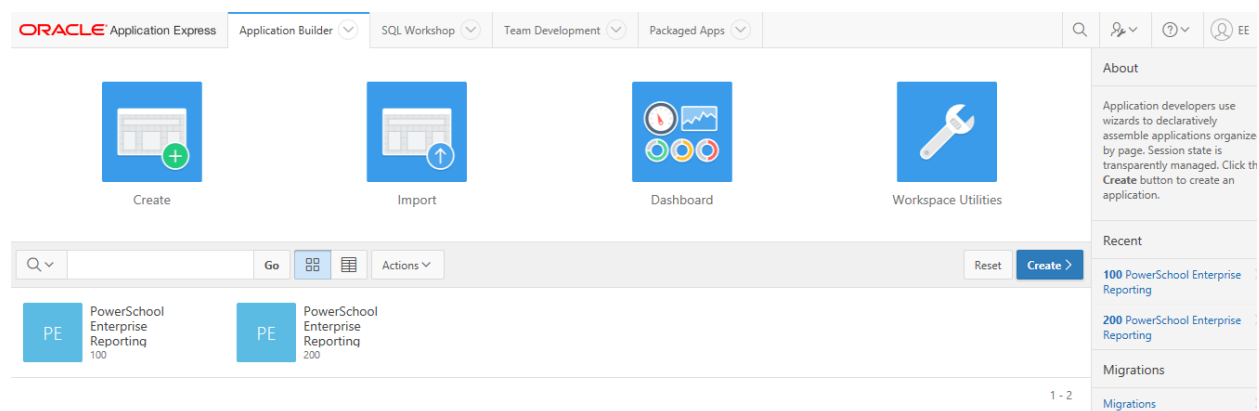 ORACLE Application Express Application Builder SQL Workshop Team Development Packaged Apps EE
Create Import Dashboard Workspace Utilities
Go Actions Reset Create
PE
PowerSchool
Enterprise
Reporting
100
PE
PowerSchool
Enterprise
Reporting
200
1 - 2
About
Application developers use
wizards to declaratively
assemble applications organize
by page. Session state is
transparently managed. Click th
Create button to create an
application.
Recent
100 PowerSchool Enterprise
Reporting
200 PowerSchool Enterprise
Reporting
Migrations
Migrations